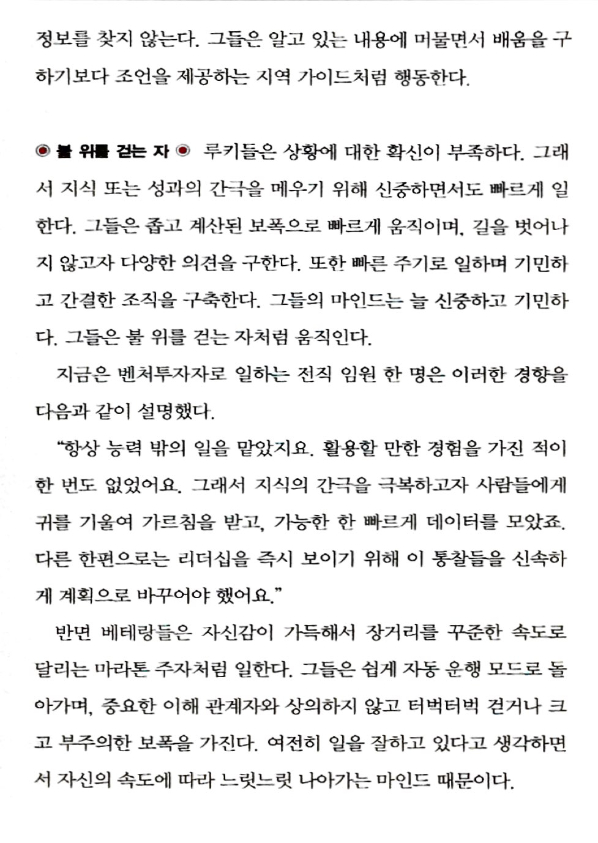 정보를 찾지 않는다. 그들은 알고 있는 내용에 머물면서 배움을 구
하기보다 조언을 제공하는 지역 가이드처럼 행동한다.
◉ 불 위를 걷는 자 ◉ 루키들은 상황에 대한 확신이 부족하다. 그래
서 지식 또는 성과의 간극을 메우기 위해 신중하면서도 빠르게 일
한다. 그들은 좁고 계산된 보폭으로 빠르게 움직이며, 길을 벗어나
지 않고자 다양한 의견을 구한다. 또한 빠른 주기로 일하며 기민하
고 간결한 조직을 구축한다. 그들의 마인드는 늘 신중하고 기민하
다. 그들은 불 위를 걷는 자처럼 움직인다.
지금은 벤처투자자로 일하는 전직 임원 한 명은 이러한 경향을
다음과 같이 설명했다.
“항상 능력 밖의 일을 맡았지요. 활용할 만한 경험을 가진 적이
한 번도 없었어요. 그래서 지식의 간극을 극복하고자 사람들에게
귀를 기울여 가르침을 받고, 가능한 한 빠르게 데이터를 모았죠.
다른 한편으로는 리더십을 즉시 보이기 위해 이 통찰들을 신속하
게 계획으로 바꾸어야 했어요.”
반면 베테랑들은 자신감이 가득해서 장거리를 꾸준한 속도로
달리는 마라톤 주자처럼 일한다. 그들은 쉽게 자동 운행 모드로 돌
아가며, 중요한 이해 관계자와 상의하지 않고 터벅터벅 걷거나 크
고 부주의한 보폭을 가진다. 여전히 일을 잘하고 있다고 생각하면
서 자신의 속도에 따라 느릿느릿 나아가는 마인드 때문이다.